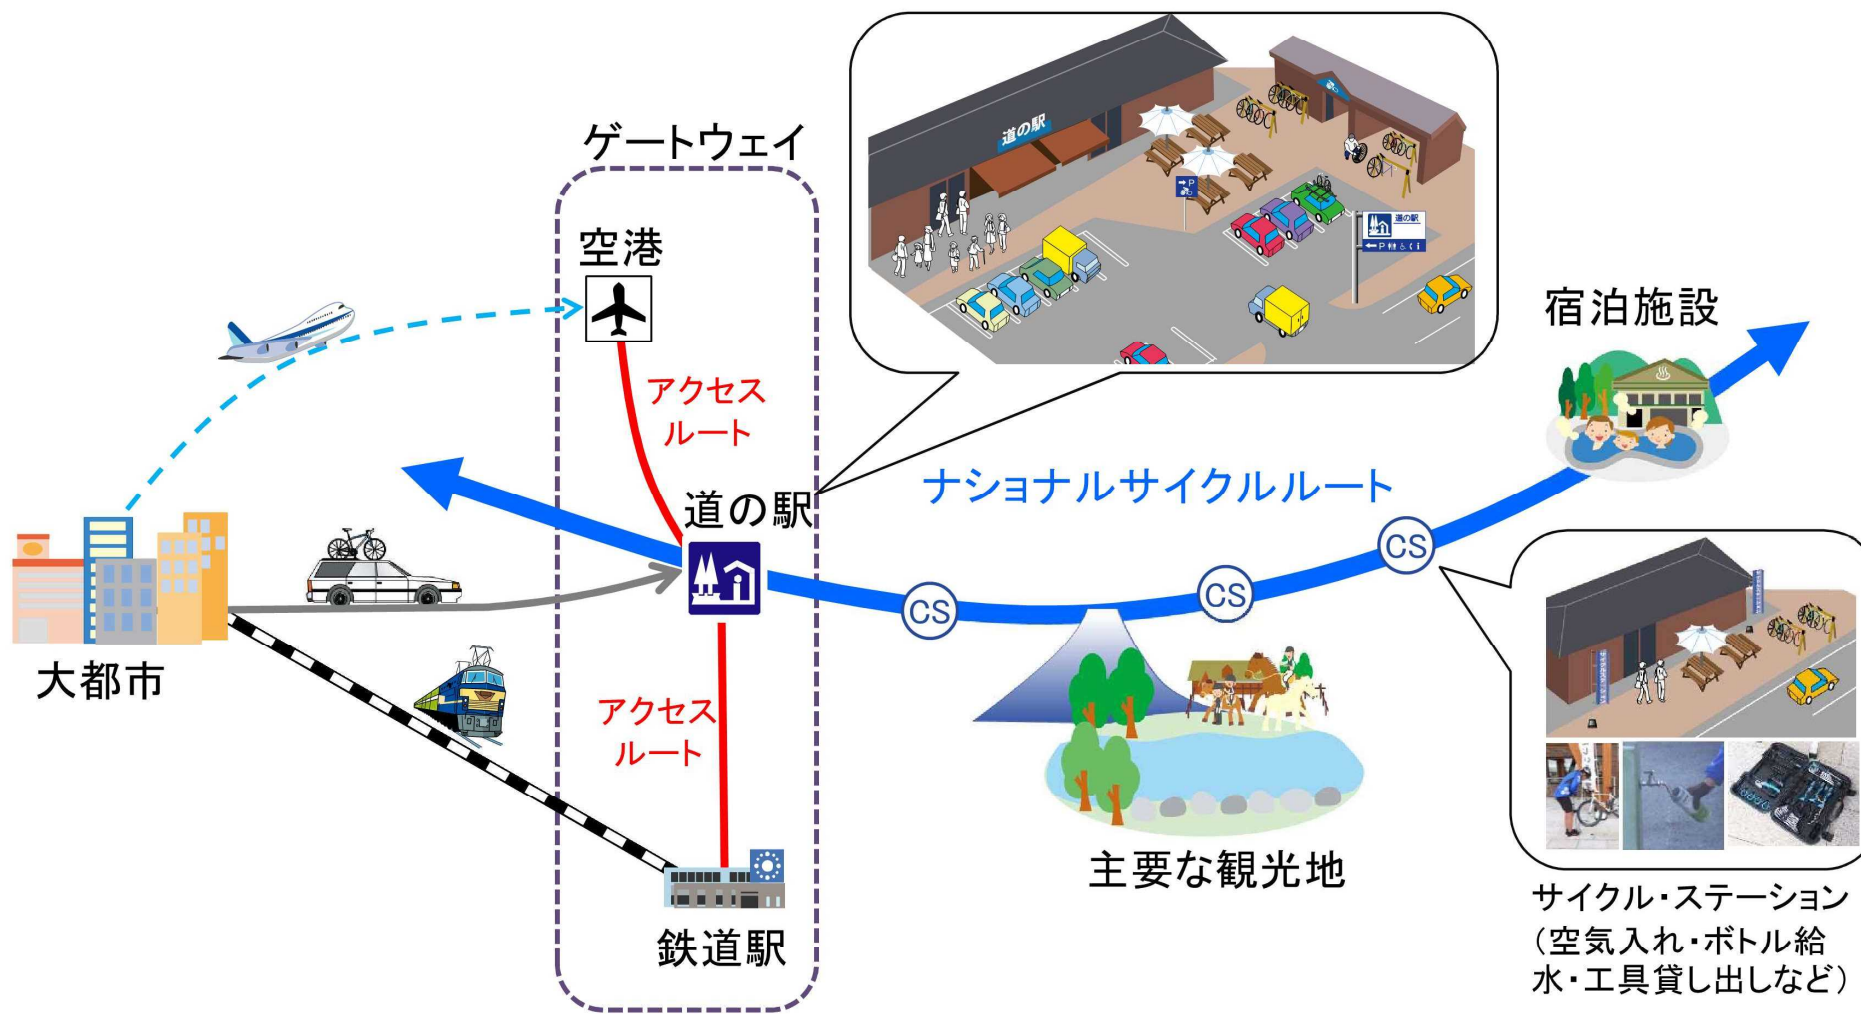 ゲートウェイ
空港
アクセス
ルート
道の駅
大都市
アクセス
ルート
鉄道駅
道の駅
P
道の駅
P
ナショナルサイクルルート
宿泊施設
CS
CS
CS
主要な観光地
サイクル・ステーション
（空気入れ・ボトル給
水・工具貸し出しなど）